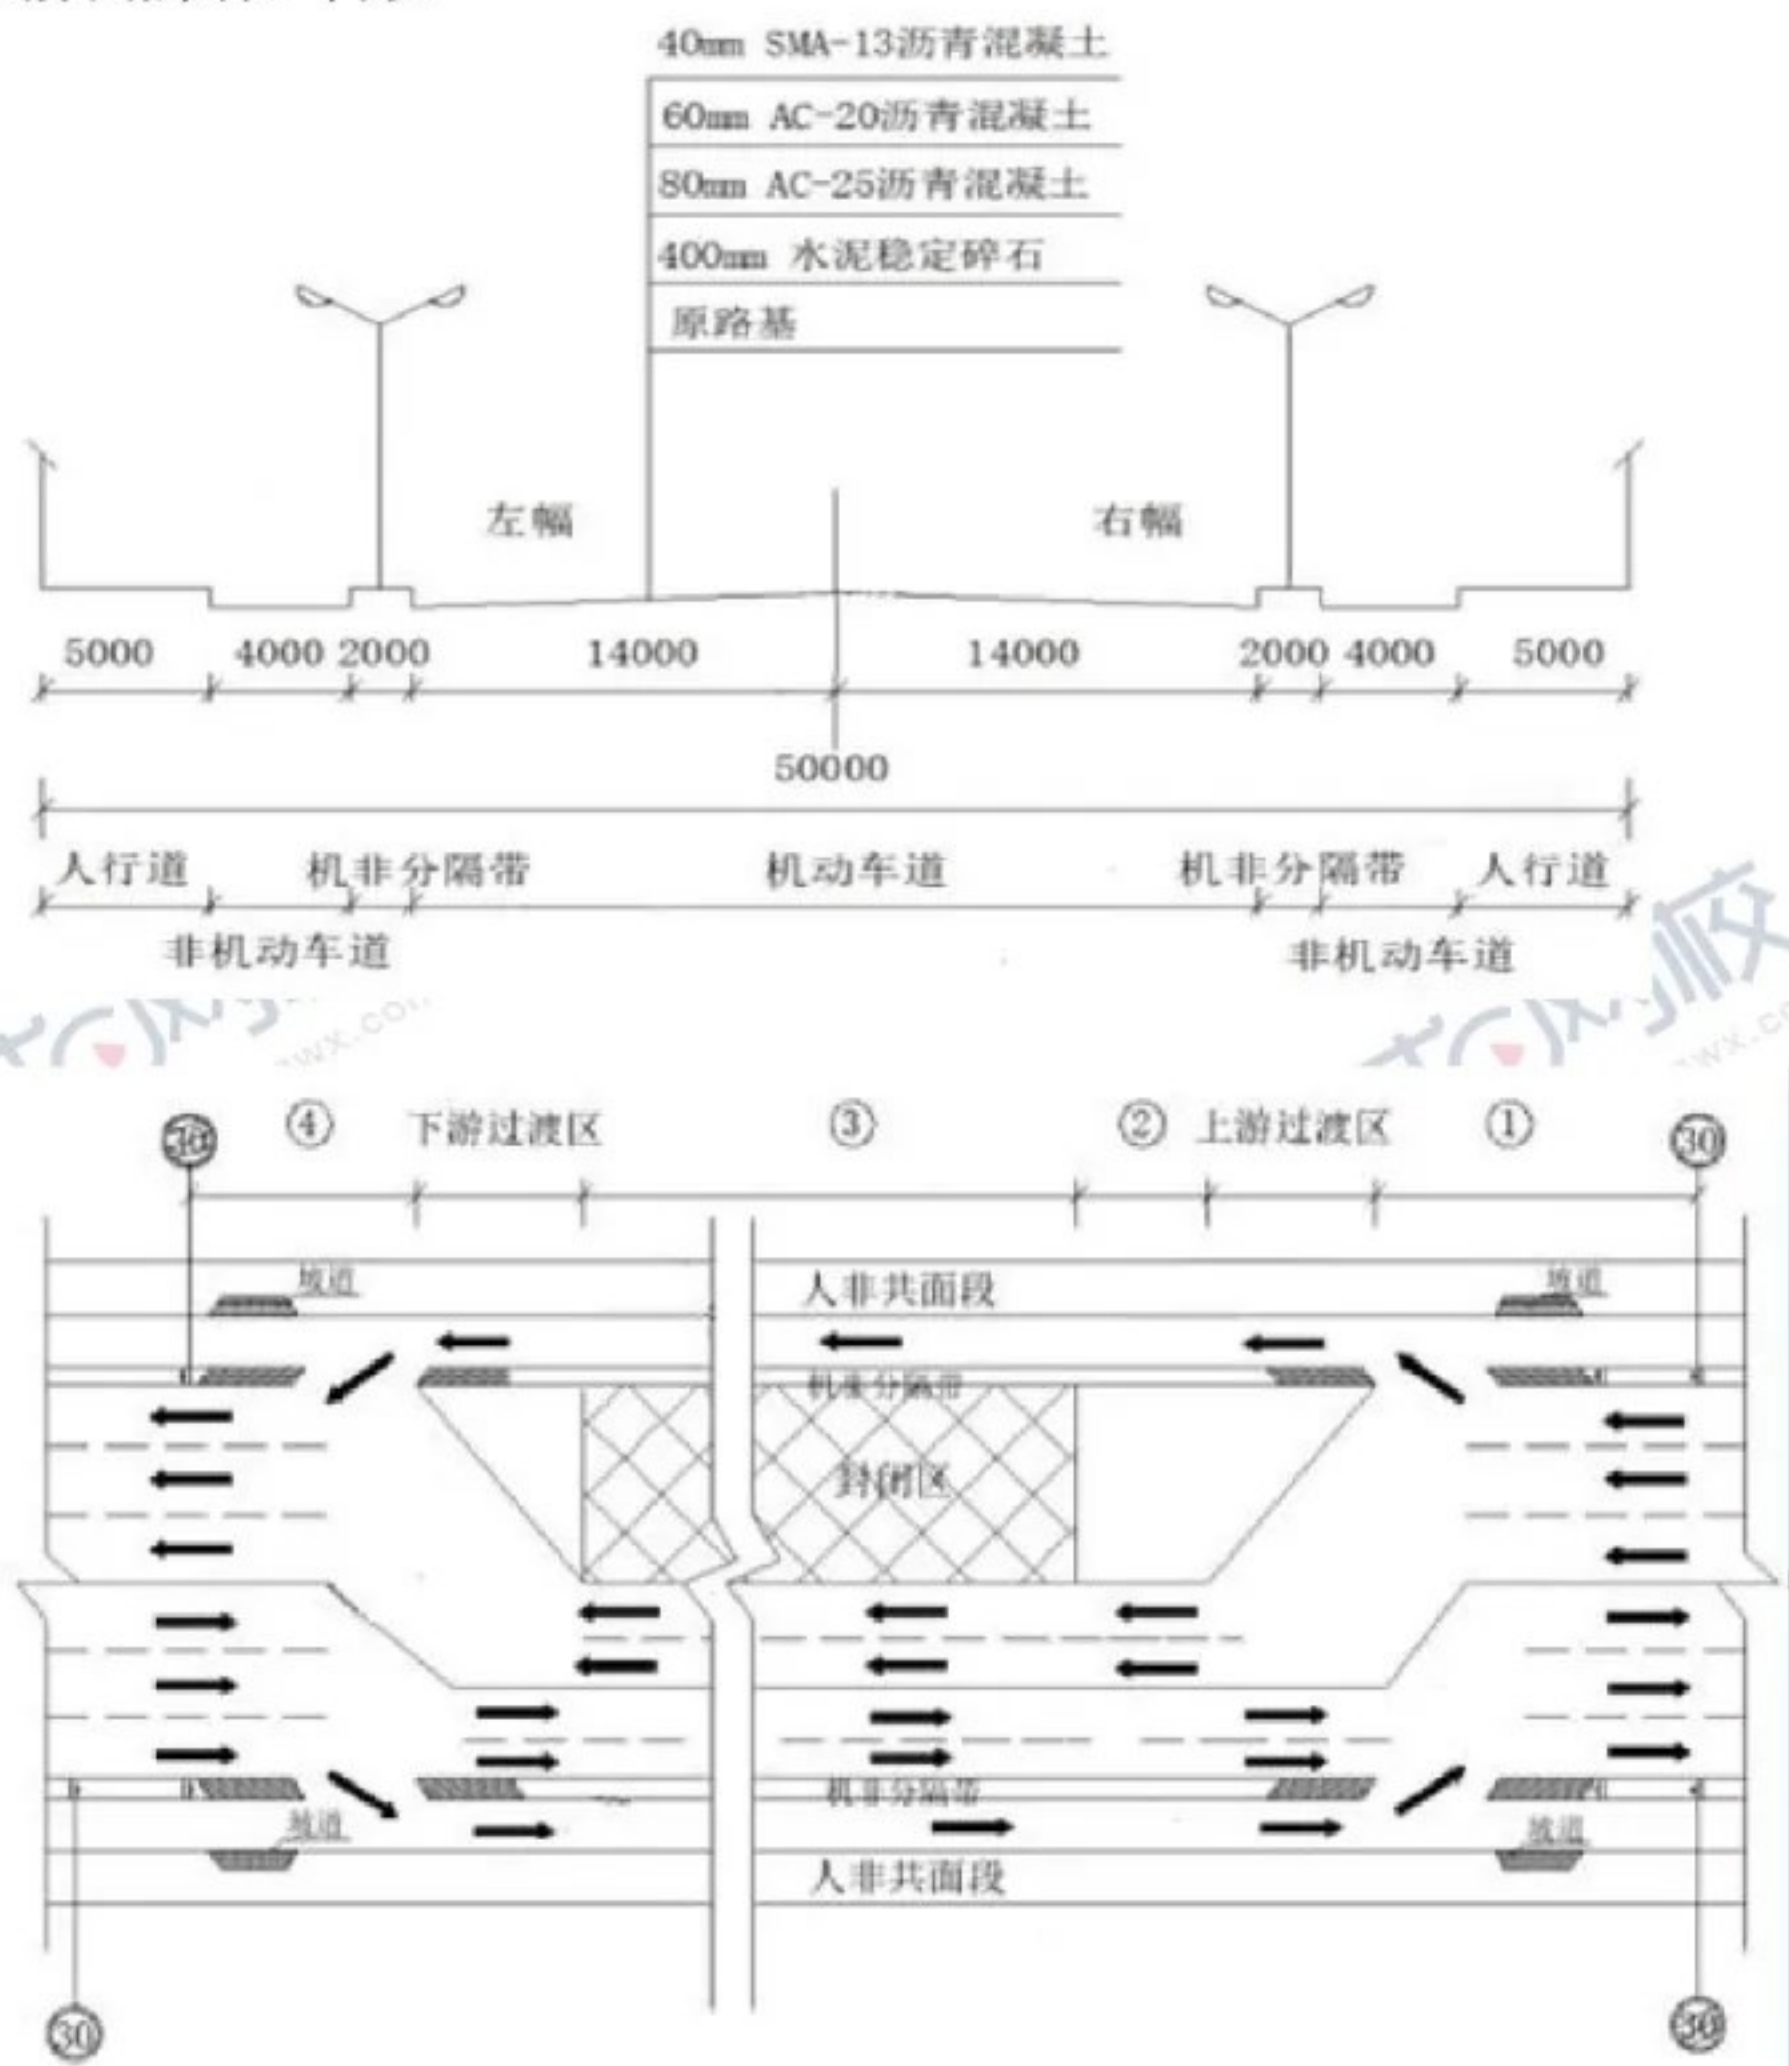 40mm SMA-13沥青混凝土
60mm AC-20沥青混凝土
80mm AC-25沥青混凝土
400mm 水泥稳定碎石
原路基
左幅 右幅
5000 4000 2000 14000 14000 2000 4000 5000
50000
人行道 机非分隔带 机动车道 机非分隔带 人行道
非机动车道 非机动车道
④ 下游过渡区 ③ ② 上游过渡区 ①
30 30
坡道 人非共面段 坡道
机非分隔带
封闭区
机非分隔带
坡道 坡道
人非共面段
30 30